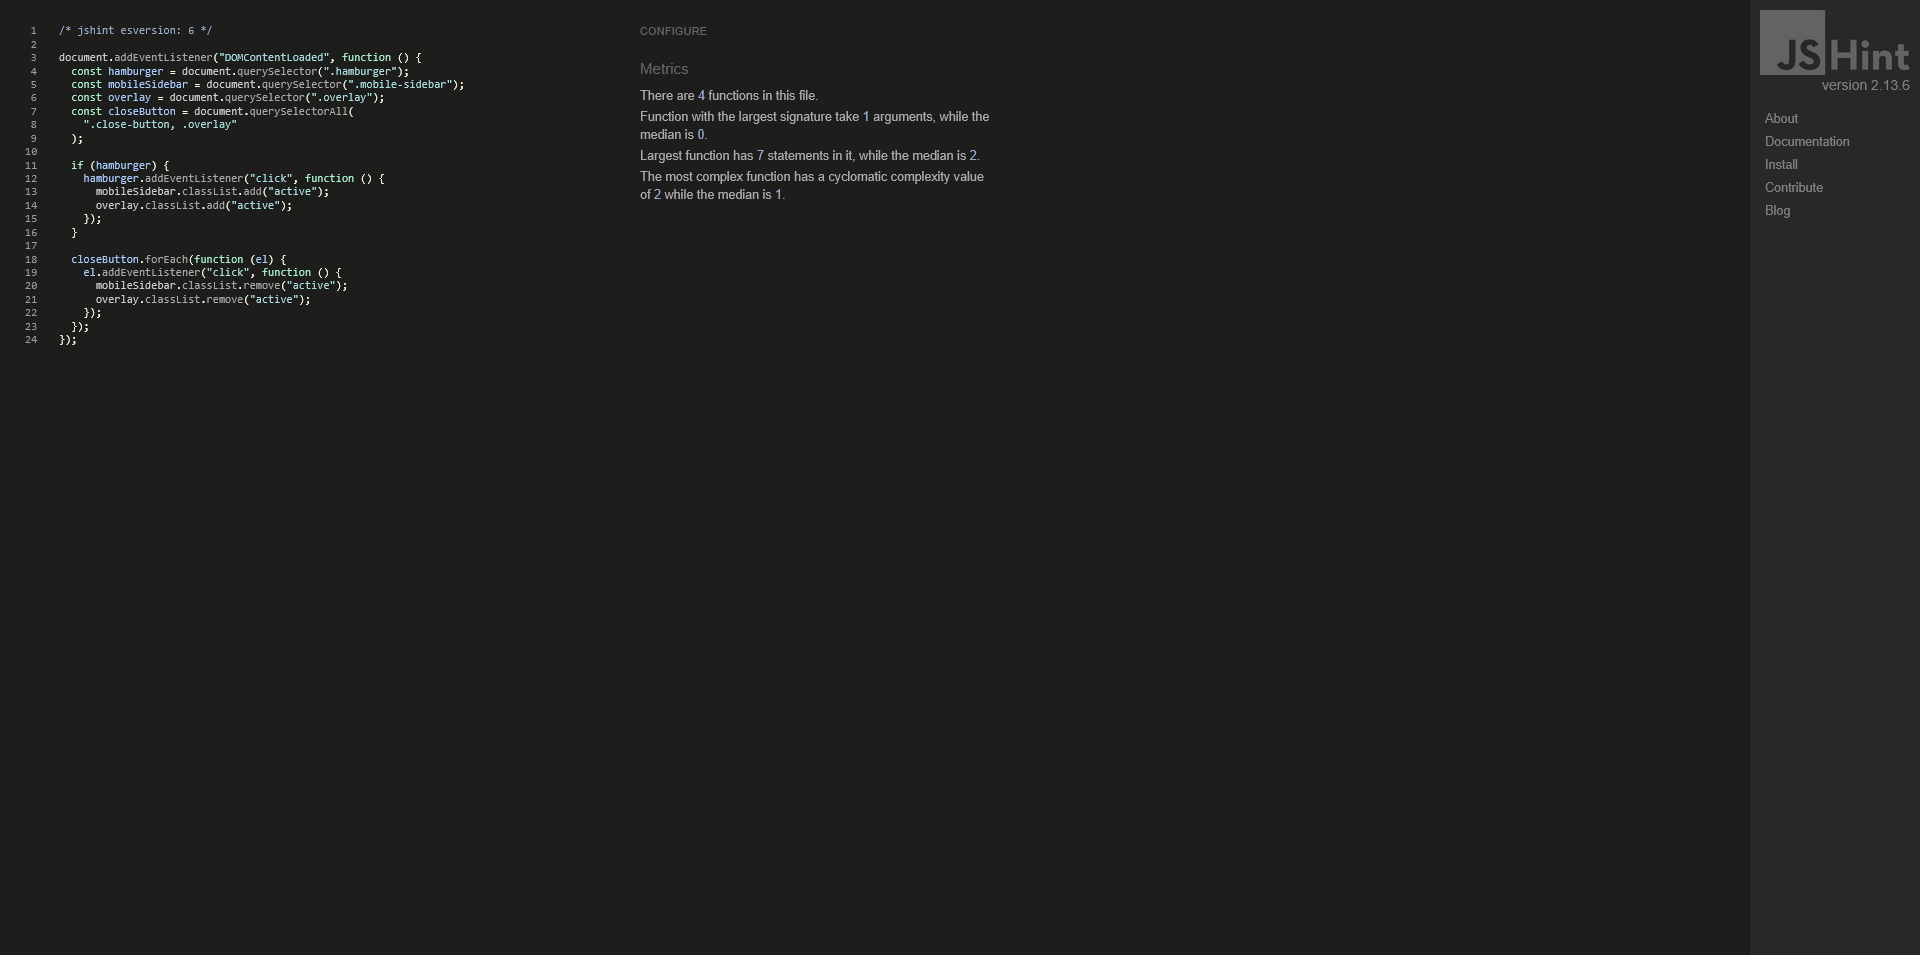 1 /* jshint esversion: 6 */
2
3 document.addEventListener("DOMContentLoaded", function () {
4   const hamburger = document.querySelector(".hamburger");
5   const mobileSidebar = document.querySelector(".mobile-sidebar");
6   const overlay = document.querySelector(".overlay");
7   const closeButton = document.querySelectorAll(
8     ".close-button, .overlay"
9   );
10
11   if (hamburger) {
12     hamburger.addEventListener("click", function () {
13       mobileSidebar.classList.add("active");
14       overlay.classList.add("active");
15     });
16   }
17
18   closeButton.forEach(function (el) {
19     el.addEventListener("click", function () {
20       mobileSidebar.classList.remove("active");
21       overlay.classList.remove("active");
22     });
23   });
24 });
CONFIGURE
Metrics
There are 4 functions in this file.
Function with the largest signature take 1 arguments, while the
median is 0.
Largest function has 7 statements in it, while the median is 2.
The most complex function has a cyclomatic complexity value
of 2 while the median is 1.
JSHint
version 2.13.6
About
Documentation
Install
Contribute
Blog